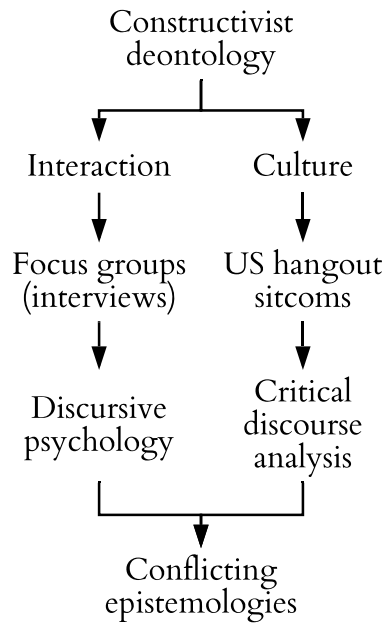 Constructivist
deontology
Interaction
Culture
Focus groups
(interviews)
US hangout
sitcoms
Discursive
psychology
Critical
discourse
analysis
Conflicting
epistemologies